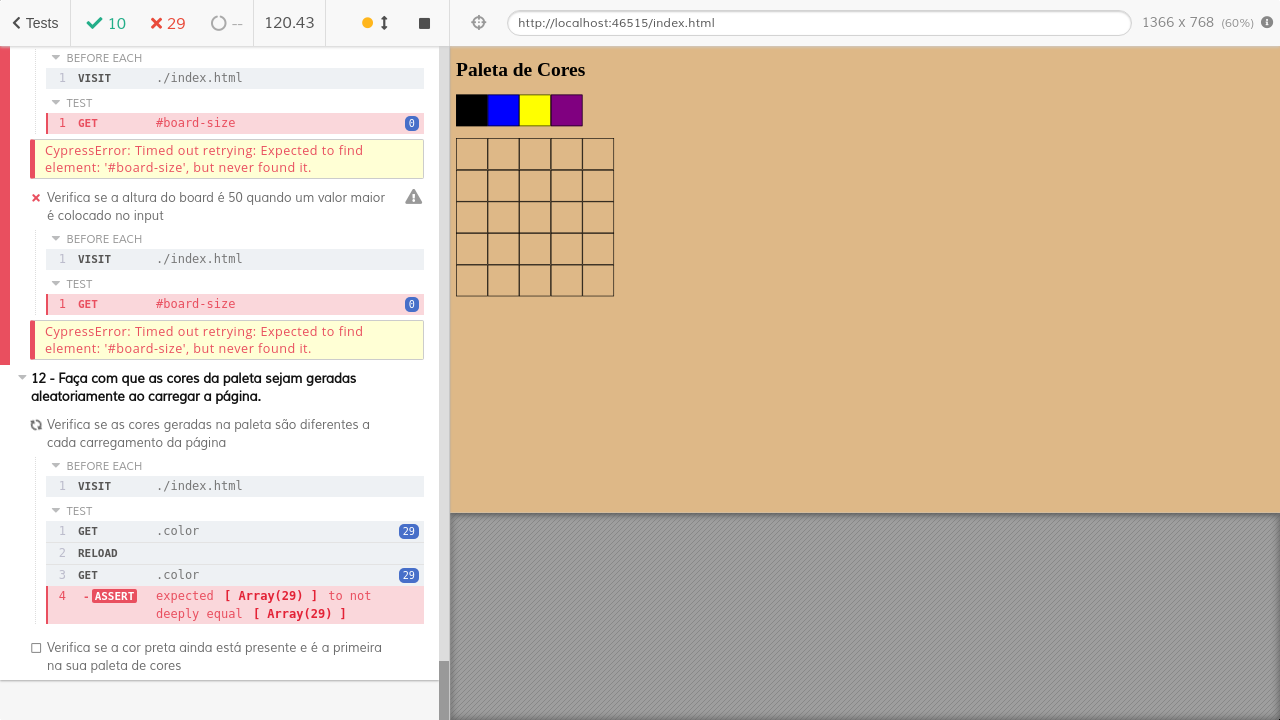 Tests
10
29
--
120.43
http://localhost:46515/index.html
1366 x 768 (60%)
BEFORE EACH
1 VISIT ./index.html
TEST
1 GET #board-size 0
CypressError: Timed out retrying: Expected to find
element: '#board-size', but never found it.
Verifica se a altura do board é 50 quando um valor maior
é colocado no input
BEFORE EACH
1 VISIT ./index.html
TEST
1 GET #board-size 0
CypressError: Timed out retrying: Expected to find
element: '#board-size', but never found it.
12 - Faça com que as cores da paleta sejam geradas
aleatoriamente ao carregar a página.
Verifica se as cores geradas na paleta são diferentes a
cada carregamento da página
BEFORE EACH
1 VISIT ./index.html
TEST
1 GET .color 29
2 RELOAD
3 GET .color 29
4 -ASSERT expected [ Array(29) ] to not
deeply equal [ Array(29) ]
Verifica se a cor preta ainda está presente e é a primeira
na sua paleta de cores
Paleta de Cores